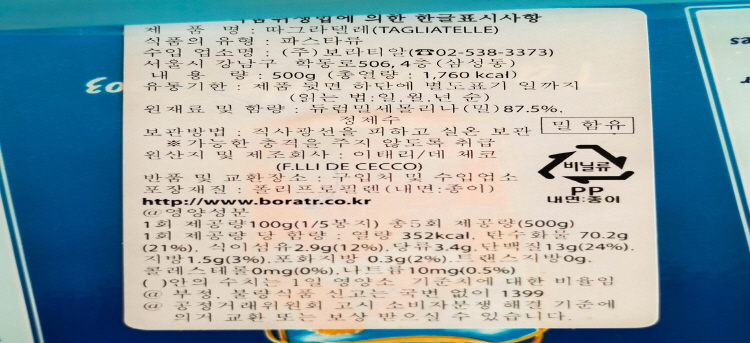 식품위생법에 의한 한글표시사항
제 품 명 : 따그라텔레(TAGLIATELLE)
식품의 유형 : 파스타류
수입 업소명 : (주)보라티알(☎02-538-3373)
서울시 강남구 학동로506, 4층(삼성동)
내 용 량 : 500g (총열량 : 1,760 kcal)
유통기한 : 제품 뒷면 하단에 별도표기 일까지
(읽는 법:일,월,년 순)
원재료 및 함량 : 듀럼밀세몰리나(밀)87.5%,
정제수
보관방법 : 직사광선을 피하고 실온 보관
밀 함유
※가능한 충격을 주지 않도록 취급
원산지 및 제조회사 : 이태리/데 체코
(F.LLI DE CECCO)
반품 및 교환장소 : 구입처 및 수입업소
포장재질 : 폴리프로필렌(내면:종이)
비닐류
PP
내면:종이
http://www.boratr.co.kr
@영양성분
1회 제공량100g(1/5봉지) 총5회 제공량(500g)
1회 제공량 당 함량 : 열량 352kcal, 탄수화물 70.2g
(21%), 식이섬유2.9g(12%),당류3.4g,단백질13g(24%),
지방1.5g(3%),포화지방 0.3g(2%),트랜스지방0g,
콜레스테롤0mg(0%),나트륨10mg(0.5%)
( )안의 수치는 1일 영양소 기준치에 대한 비율임
@ 부정, 불량식품 신고는 국번 없이 1399
@ 공정거래위원회 고시 소비자분쟁 해결 기준에
의거 교환 또는 보상 받으실 수 있습니다.